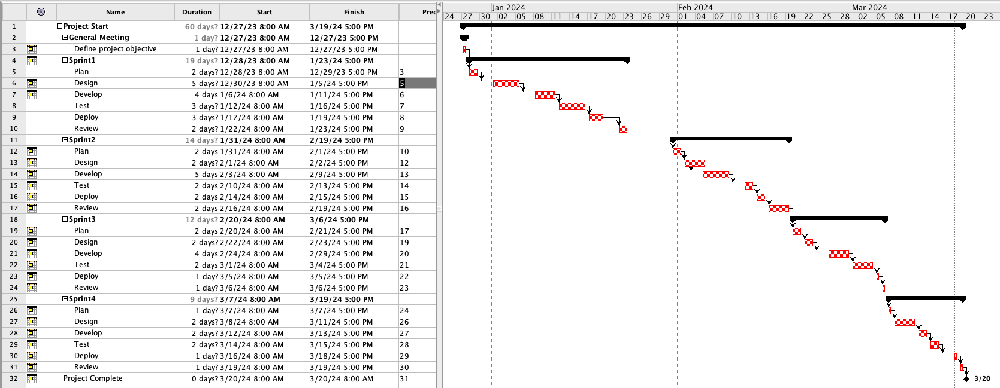 Name Duration Start Finish Prec
Jan 2024 Feb 2024 Mar 2024
24 27 30 02 05 08 11 14 17 20 23 26 29 01 04 07 10 13 16 19 22 25 28 02 05 08 11 14 17 20 23
1 Project Start 60 days? 12/27/23 8:00 AM 3/19/24 5:00 PM
2 General Meeting 1 day? 12/27/23 8:00 AM 12/27/23 5:00 PM
3 Define project objective 1 day? 12/27/23 8:00 AM 12/27/23 5:00 PM
4 Sprint1 19 days? 12/28/23 8:00 AM 1/23/24 5:00 PM
5 Plan 2 days? 12/28/23 8:00 AM 12/29/23 5:00 PM 3
6 Design 5 days? 12/30/23 8:00 AM 1/5/24 5:00 PM 5
7 Develop 4 days 1/6/24 8:00 AM 1/11/24 5:00 PM 6
8 Test 3 days? 1/12/24 8:00 AM 1/16/24 5:00 PM 7
9 Deploy 3 days? 1/17/24 8:00 AM 1/19/24 5:00 PM 8
10 Review 2 days? 1/22/24 8:00 AM 1/23/24 5:00 PM 9
11 Sprint2 14 days? 1/31/24 8:00 AM 2/19/24 5:00 PM
12 Plan 2 days 1/31/24 8:00 AM 2/1/24 5:00 PM 10
13 Design 2 days? 2/1/24 8:00 AM 2/2/24 5:00 PM 12
14 Develop 5 days 2/3/24 8:00 AM 2/9/24 5:00 PM 13
15 Test 2 days 2/10/24 8:00 AM 2/13/24 5:00 PM 14
16 Deploy 2 days 2/14/24 8:00 AM 2/15/24 5:00 PM 15
17 Review 2 days 2/16/24 8:00 AM 2/19/24 5:00 PM 16
18 Sprint3 12 days? 2/20/24 8:00 AM 3/6/24 5:00 PM
19 Plan 2 days 2/20/24 8:00 AM 2/21/24 5:00 PM 17
20 Design 2 days? 2/22/24 8:00 AM 2/23/24 5:00 PM 19
21 Develop 4 days 2/24/24 8:00 AM 2/29/24 5:00 PM 20
22 Test 2 days 3/1/24 8:00 AM 3/4/24 5:00 PM 21
23 Deploy 1 day? 3/5/24 8:00 AM 3/5/24 5:00 PM 22
24 Review 1 day? 3/6/24 8:00 AM 3/6/24 5:00 PM 23
25 Sprint4 9 days? 3/7/24 8:00 AM 3/19/24 5:00 PM
26 Plan 1 day? 3/7/24 8:00 AM 3/7/24 5:00 PM 24
27 Design 2 days? 3/8/24 8:00 AM 3/11/24 5:00 PM 26
28 Develop 2 days? 3/12/24 8:00 AM 3/13/24 5:00 PM 27
29 Test 2 days? 3/14/24 8:00 AM 3/15/24 5:00 PM 28
30 Deploy 1 day? 3/16/24 8:00 AM 3/18/24 5:00 PM 29
31 Review 1 day? 3/19/24 8:00 AM 3/19/24 5:00 PM 30
32 Project Complete 0 days? 3/20/24 8:00 AM 3/20/24 8:00 AM 31 3/20